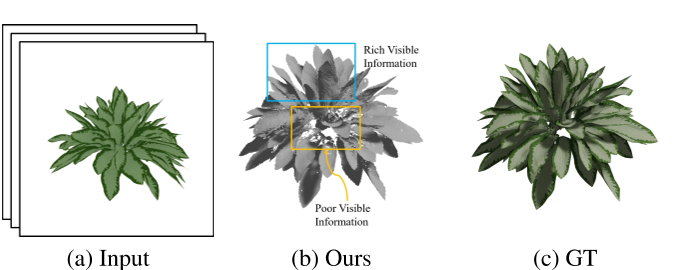 Rich Visible
Information
Poor Visible
Information
(a) Input
(b) Ours
(c) GT